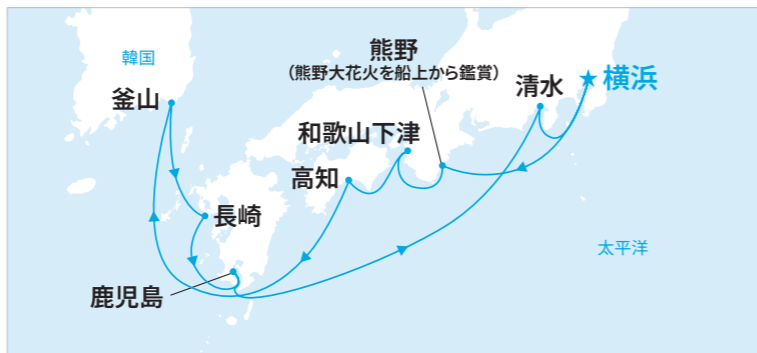 韓国
釜山
熊野
(熊野大花火を船上から鑑賞)
清水
横浜
和歌山下津
高知
長崎
太平洋
鹿児島